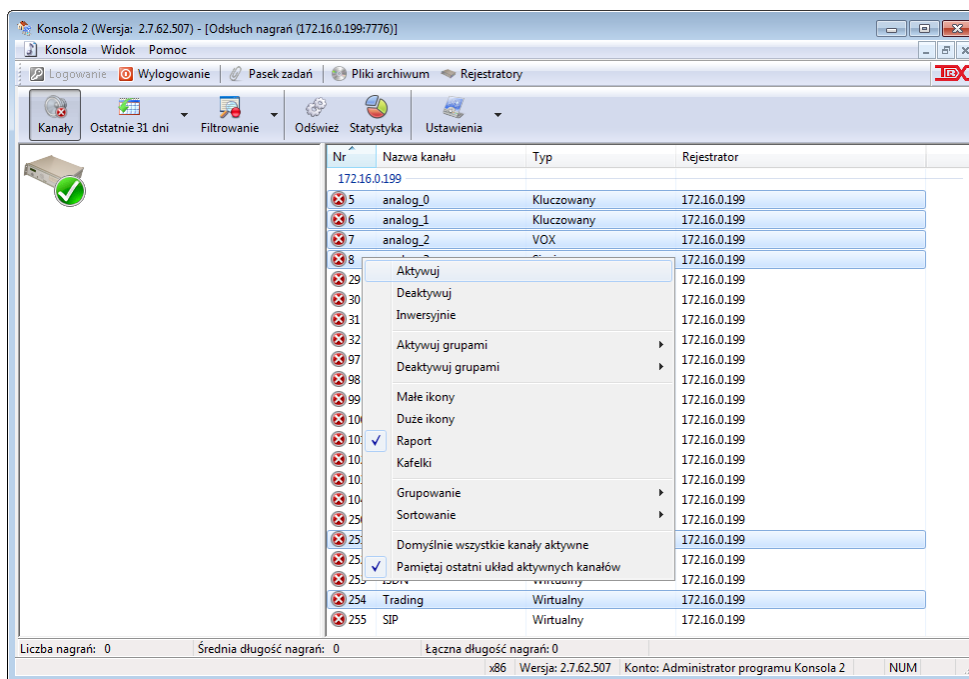 Konsola 2 (Wersja: 2.7.62.507) - [Odsłuch nagrań (172.16.0.199:7776)]
Konsola Widok Pomoc
Logowanie Wylogowanie Pasek zadań Pliki archiwum Rejestratory TRX
Kanały Ostatnie 31 dni Filtrowanie Odśwież Statystyka Ustawienia
Nr Nazwa kanału Typ Rejestrator
172.16.0.199
5 analog_0 Kluczowany 172.16.0.199
6 analog_1 Kluczowany 172.16.0.199
7 analog_2 VOX 172.16.0.199
8 172.16.0.199
Aktywuj
29 172.16.0.199
Deaktywuj
30 172.16.0.199
Inwersyjnie
31 172.16.0.199
32 172.16.0.199
Aktywuj grupami
97 172.16.0.199
Deaktywuj grupami
98 172.16.0.199
Małe ikony
99 172.16.0.199
Duże ikony
172.16.0.199
Raport
172.16.0.199
Kafelki
172.16.0.199
172.16.0.199
Grupowanie
172.16.0.199
Sortowanie
172.16.0.199
Domyślnie wszystkie kanały aktywne
172.16.0.199
Pamiętaj ostatni układ aktywnych kanałów
172.16.0.199
253 ISDN Wirtualny 172.16.0.199
254 Trading Wirtualny 172.16.0.199
255 SIP Wirtualny 172.16.0.199
Liczba nagrań: 0 Średnia długość nagrań: 0 Łączna długość nagrań: 0
x86 Wersja: 2.7.62.507 Konto: Administrator programu Konsola 2 NUM